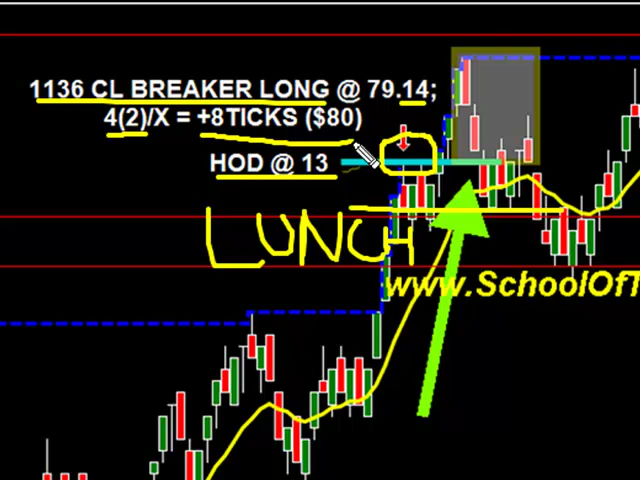 1136 CL BREAKER LONG @ 79.14;
4(2)/X = +8TICKS ($80)
HOD @ 13
LUNCH
www.SchoolOfT